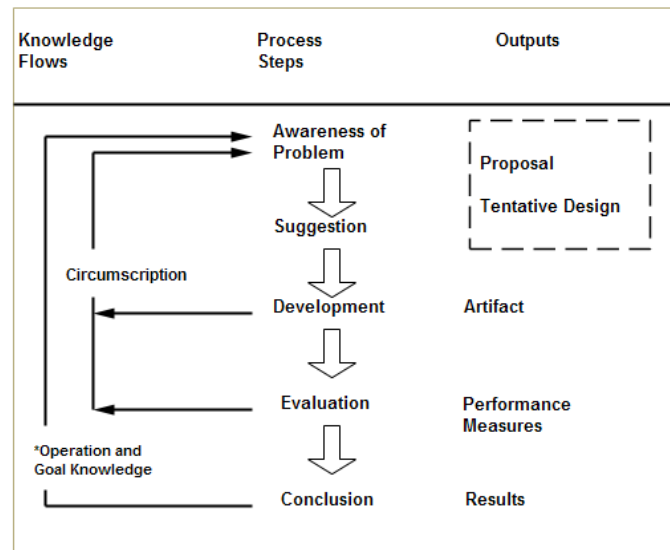 Knowledge
Flows
Process
Steps
Outputs
Awareness of
Problem
Proposal
Tentative Design
Suggestion
Circumscription
Development
Artifact
Evaluation
Performance
Measures
*Operation and
Goal Knowledge
Conclusion
Results